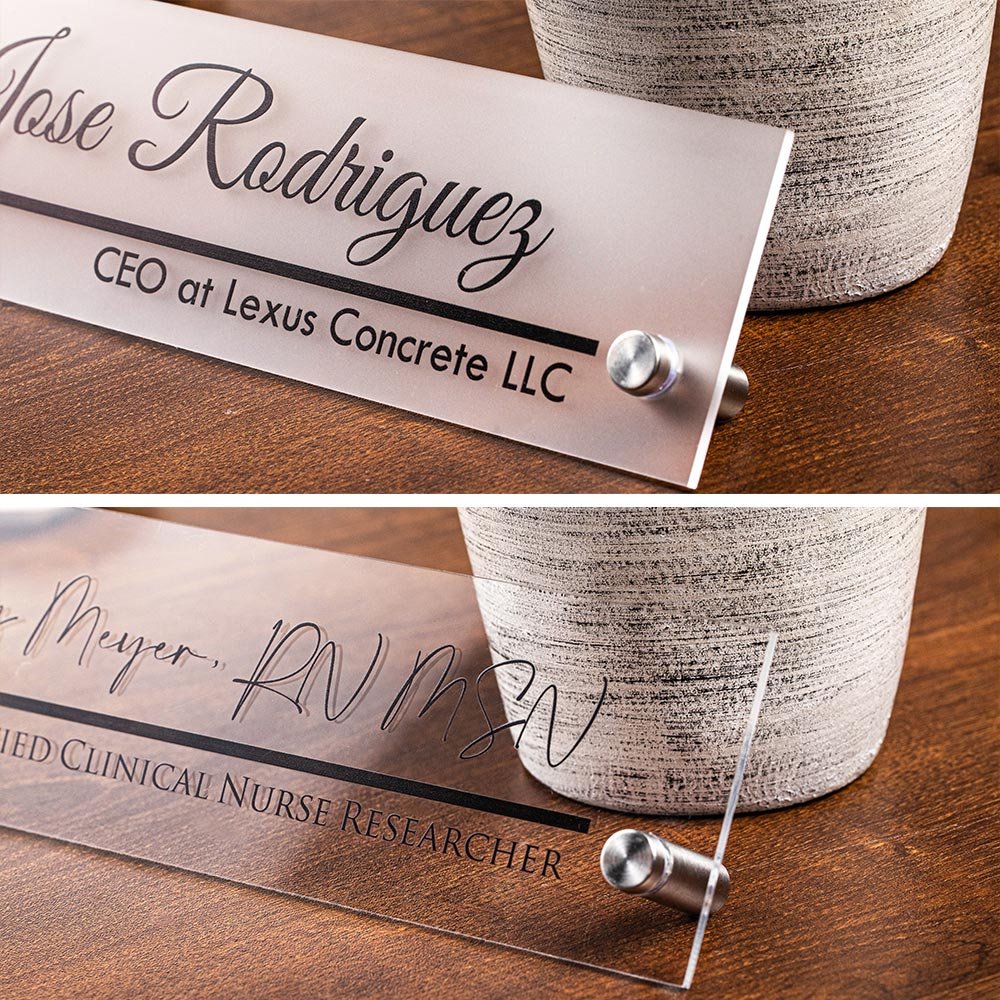 Jose Rodriguez
CEO at Lexus Concrete LLC
Meyer, RN MSN
Clinical Nurse Researcher